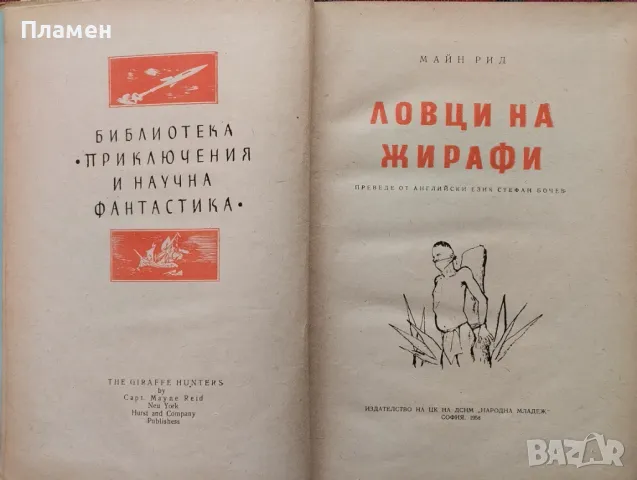 Пламен
БИБЛИОТЕКА
•ПРИКЛЮЧЕНИЯ
И НАУЧНА
ФАНТАСТИКА•
THE GIRAFFE HUNTERS
by
Capt. Mayne Reid
New York
Hurst and Company
Publishers
МАЙН РИД
ЛОВЦИ НА
ЖИРАФИ
ПРЕВЕДЕ ОТ АНГЛИЙСКИ ЕЗИК СТЕФАН БОЧЕВ
ИЗДАТЕЛСТВО НА ЦК НА ДСНМ „НАРОДНА МЛАДЕЖ"
СОФИЯ, 1956
BAZAR